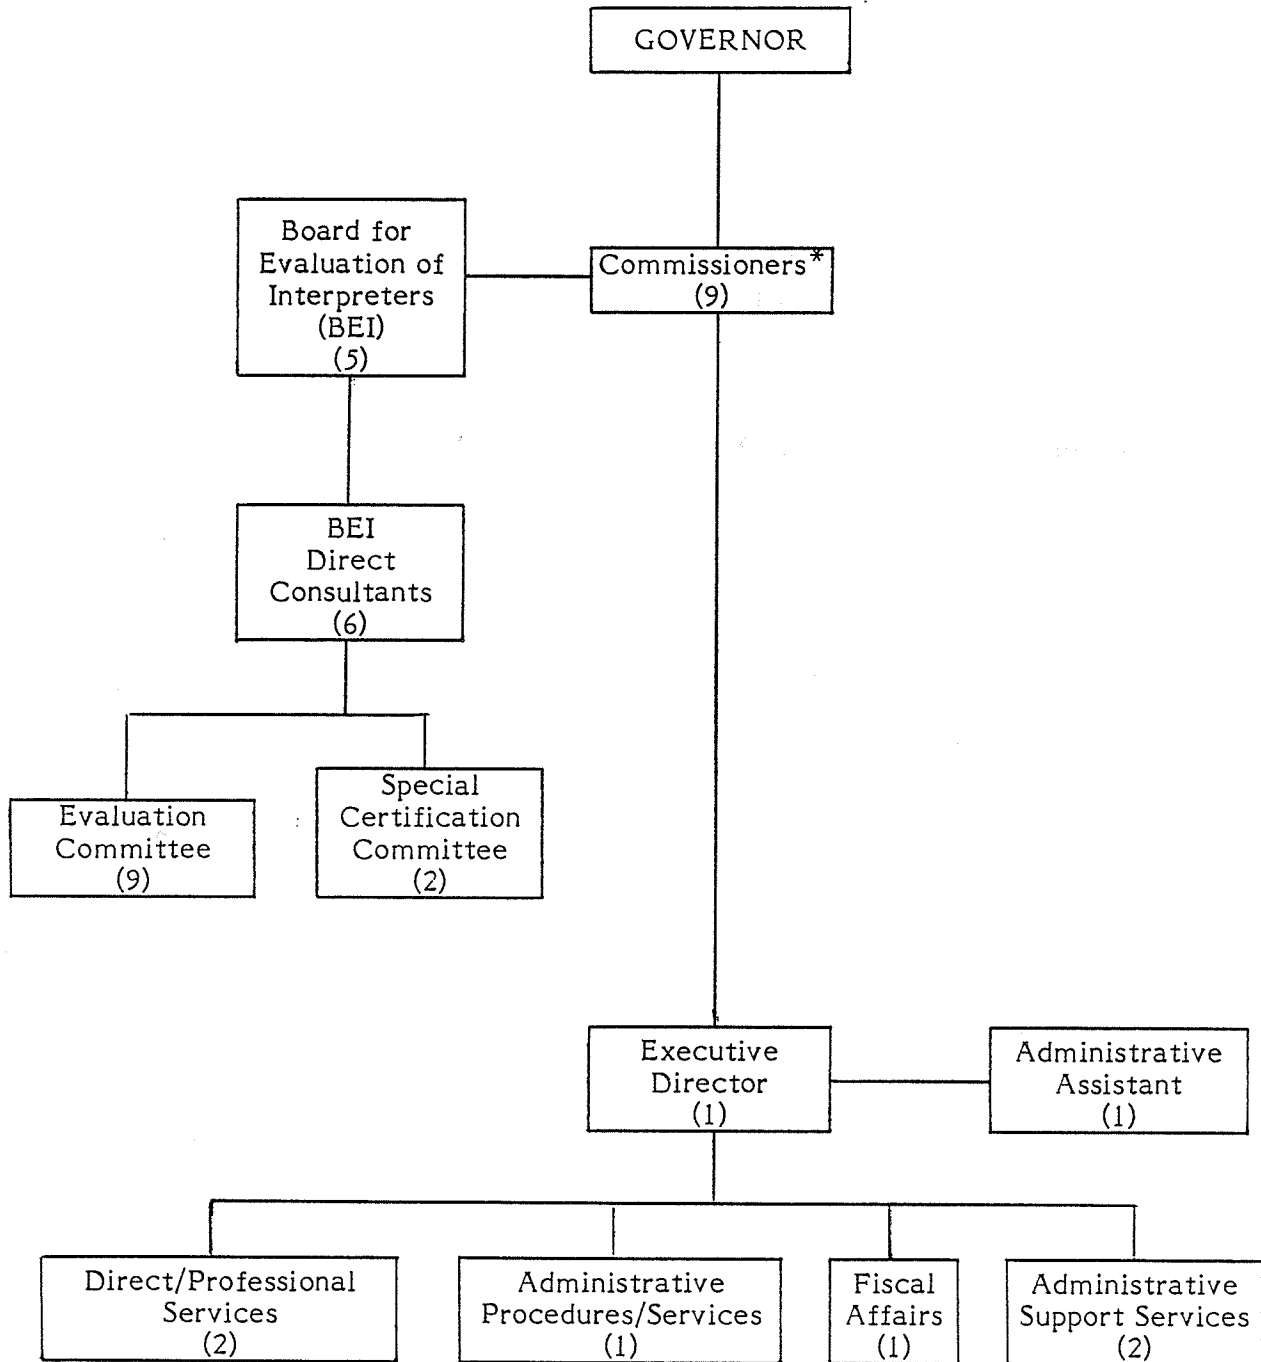 GOVERNOR
Board for
Evaluation of
Interpreters
(BEI)
(5)
Commissioners*
(9)
BEI
Direct
Consultants
(6)
Evaluation
Committee
(9)
Special
Certification
Committee
(2)
Executive
Director
(1)
Administrative
Assistant
(1)
Direct/Professional
Services
(2)
Administrative
Procedures/Services
(1)
Fiscal
Affairs
(1)
Administrative
Support Services
(2)